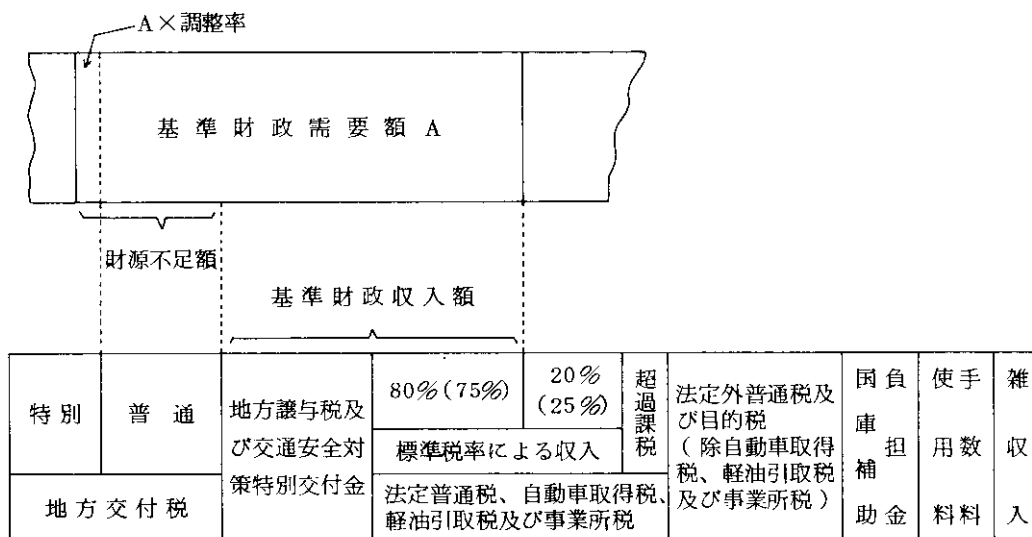 A×調整率
基準財政需要額A
財源不足額
基準財政収入額
特別
普通
地方交付税
地方譲与税及
び交通安全対
策特別交付金
80%(75%)
20%
(25%)
標準税率による収入
法定普通税、自動車取得税、
軽油引取税及び事業所税
超過課税
法定外普通税及
び目的税
(除自動車取得
税、軽油引取税
及び事業所税)
国庫補助
負担金
使用料
手数料
雑収入